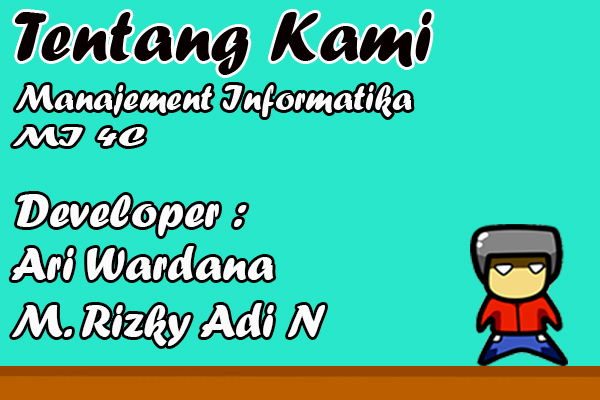 Tentang Kami
Manajement Informatika
MI 4C
Developer :
Ari Wardana
M. Rizky Adi N